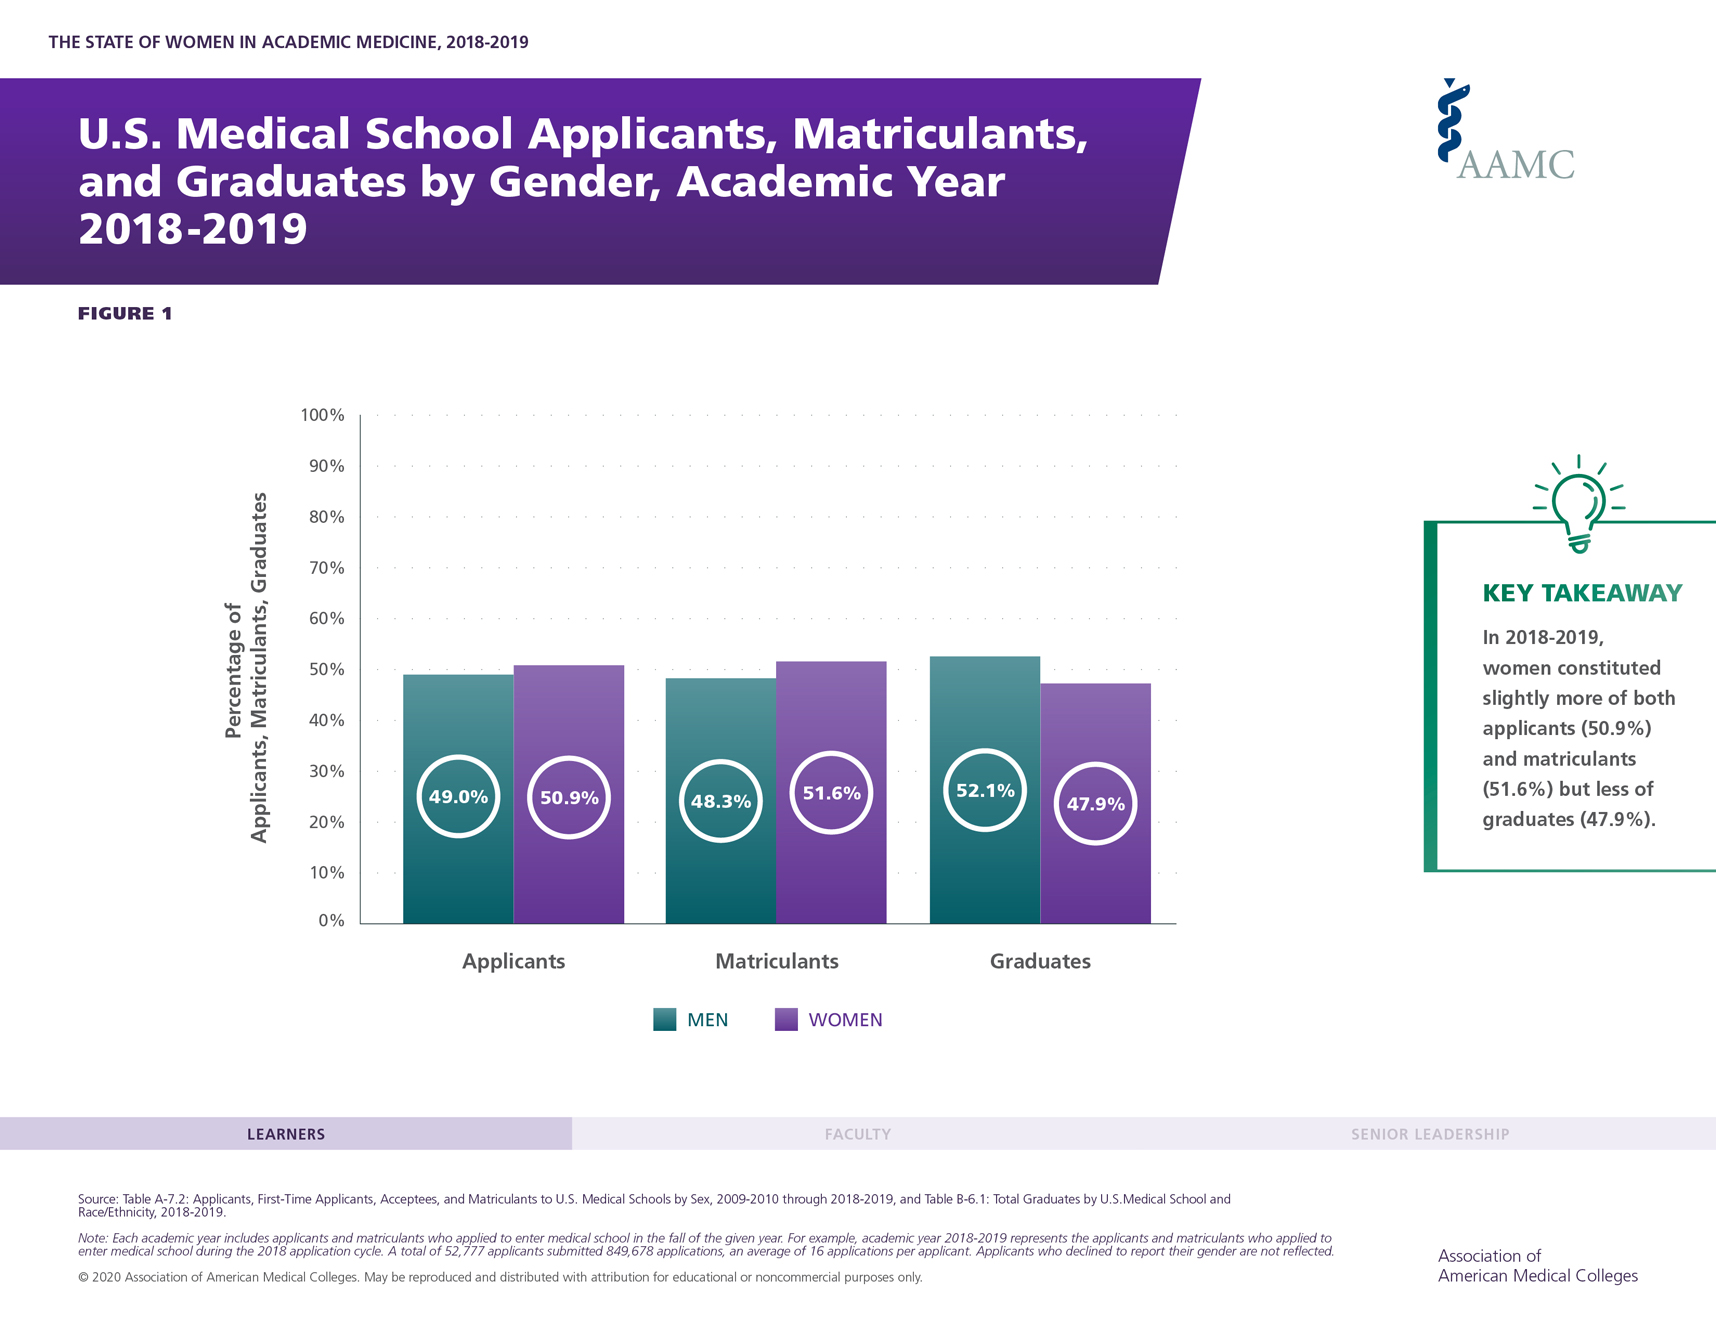 THE STATE OF WOMEN IN ACADEMIC MEDICINE, 2018-2019
U.S. Medical School Applicants, Matriculants,
and Graduates by Gender, Academic Year
2018-2019
AAMC
FIGURE 1
Percentage of
Applicants, Matriculants, Graduates
100%
90%
80%
70%
60%
50%
40%
30%
20%
10%
0%
49.0%
50.9%
48.3%
51.6%
52.1%
47.9%
Applicants
Matriculants
Graduates
MEN
WOMEN
KEY TAKEAWAY
In 2018-2019,
women constituted
slightly more of both
applicants (50.9%)
and matriculants
(51.6%) but less of
graduates (47.9%).
LEARNERS
FACULTY
SENIOR LEADERSHIP
Source: Table A-7.2: Applicants, First-Time Applicants, Acceptees, and Matriculants to U.S. Medical Schools by Sex, 2009-2010 through 2018-2019, and Table B-6.1: Total Graduates by U.S.Medical School and
Race/Ethnicity, 2018-2019.
Note: Each academic year includes applicants and matriculants who applied to enter medical school in the fall of the given year. For example, academic year 2018-2019 represents the applicants and matriculants who applied to
enter medical school during the 2018 application cycle. A total of 52,777 applicants submitted 849,678 applications, an average of 16 applications per applicant. Applicants who declined to report their gender are not reflected.
© 2020 Association of American Medical Colleges. May be reproduced and distributed with attribution for educational or noncommercial purposes only.
Association of
American Medical Colleges